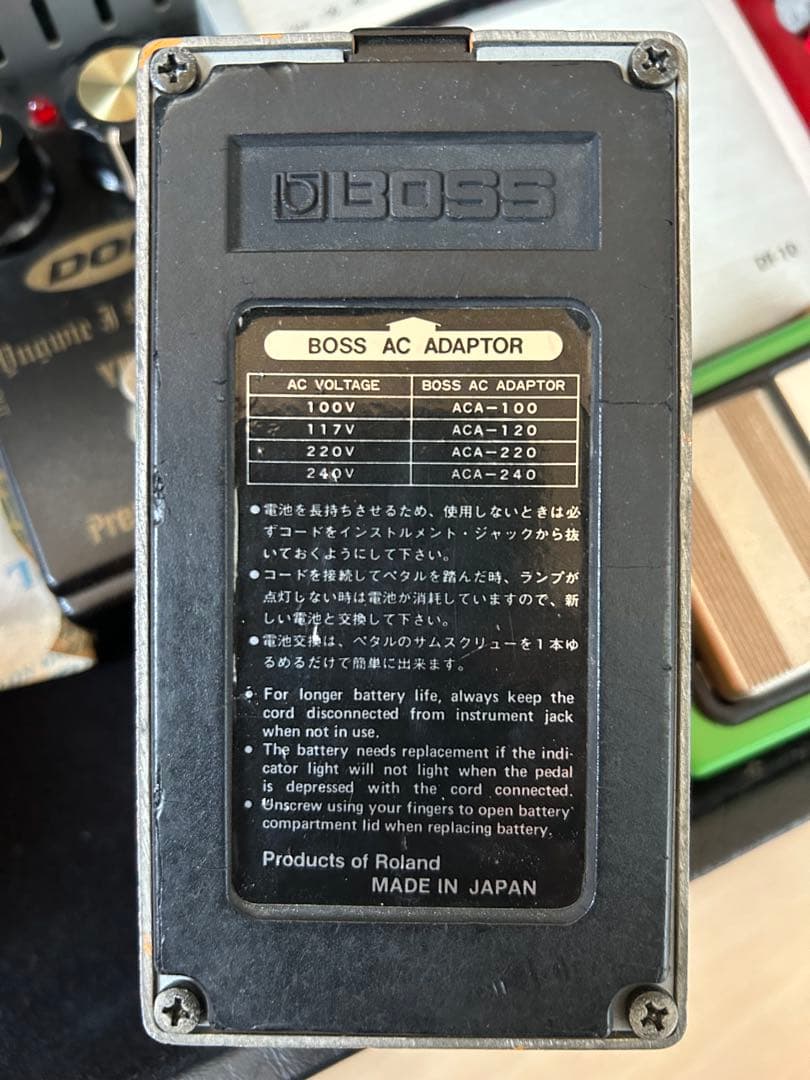 BOSS
BOSS AC ADAPTOR
AC VOLTAGE BOSS AC ADAPTOR
100V ACA-100
117V ACA-120
220V ACA-220
240V ACA-240
●電池を長持ちさせるため、使用しないときは必
ずコードをインストルメント・ジャックから抜
いておくようにして下さい。
●コードを接続してペタルを踏んだ時、ランプが
点灯しない時は電池が消耗していますので、新
しい電池と交換して下さい。
●電池交換は、ペタルのサムスクリューを1本ゆ
るめるだけで簡単に出来ます。
● For longer battery life, always keep the
cord disconnected from instrument jack
when not in use.
● The battery needs replacement if the indi-
cator light will not light when the pedal
is depressed with the cord connected.
● Unscrew using your fingers to open battery
compartment lid when replacing battery.
Products of Roland
MADE IN JAPAN
DF-10